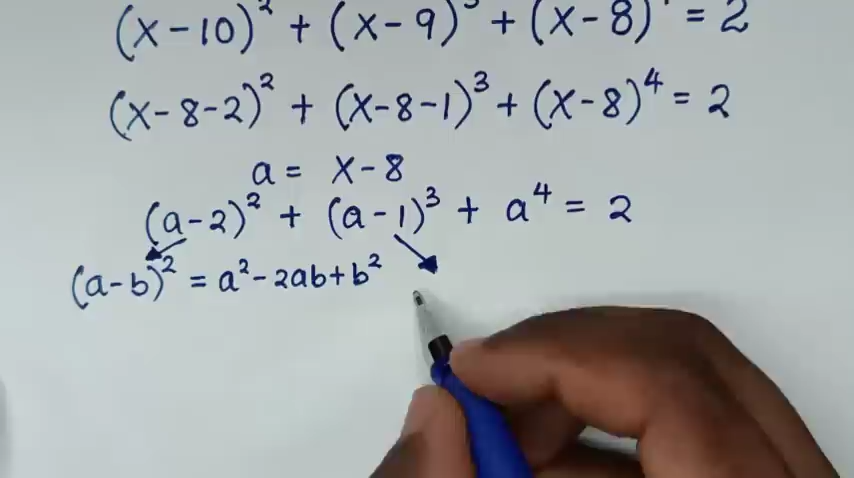 (x-10)² + (x-9)³ + (x-8)⁴ = 2
(x-8-2)² + (x-8-1)³ + (x-8)⁴ = 2
a = x-8
(a-2)² + (a-1)³ + a⁴ = 2
(a-b)² = a²-2ab+b²